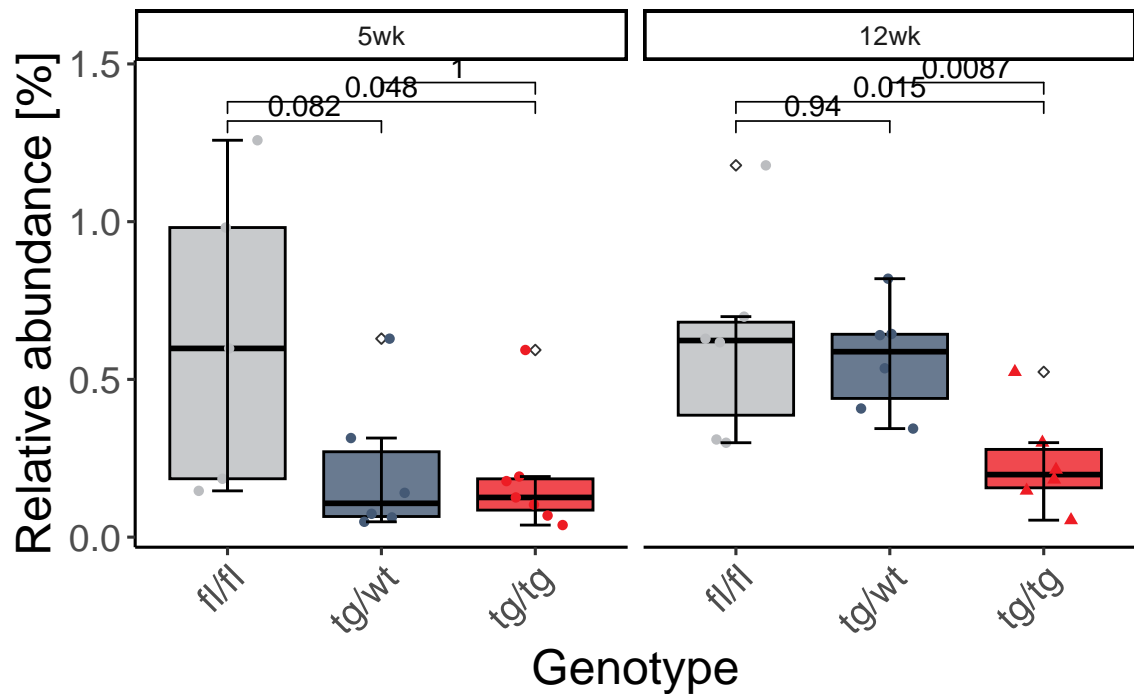 5wk
12wk
1
0.048
0.082
0.0087
0.015
0.94
Relative abundance [%]
1.5
1.0
0.5
0.0
fl/fl
tg/wt
tg/tg
fl/fl
tg/wt
tg/tg
Genotype